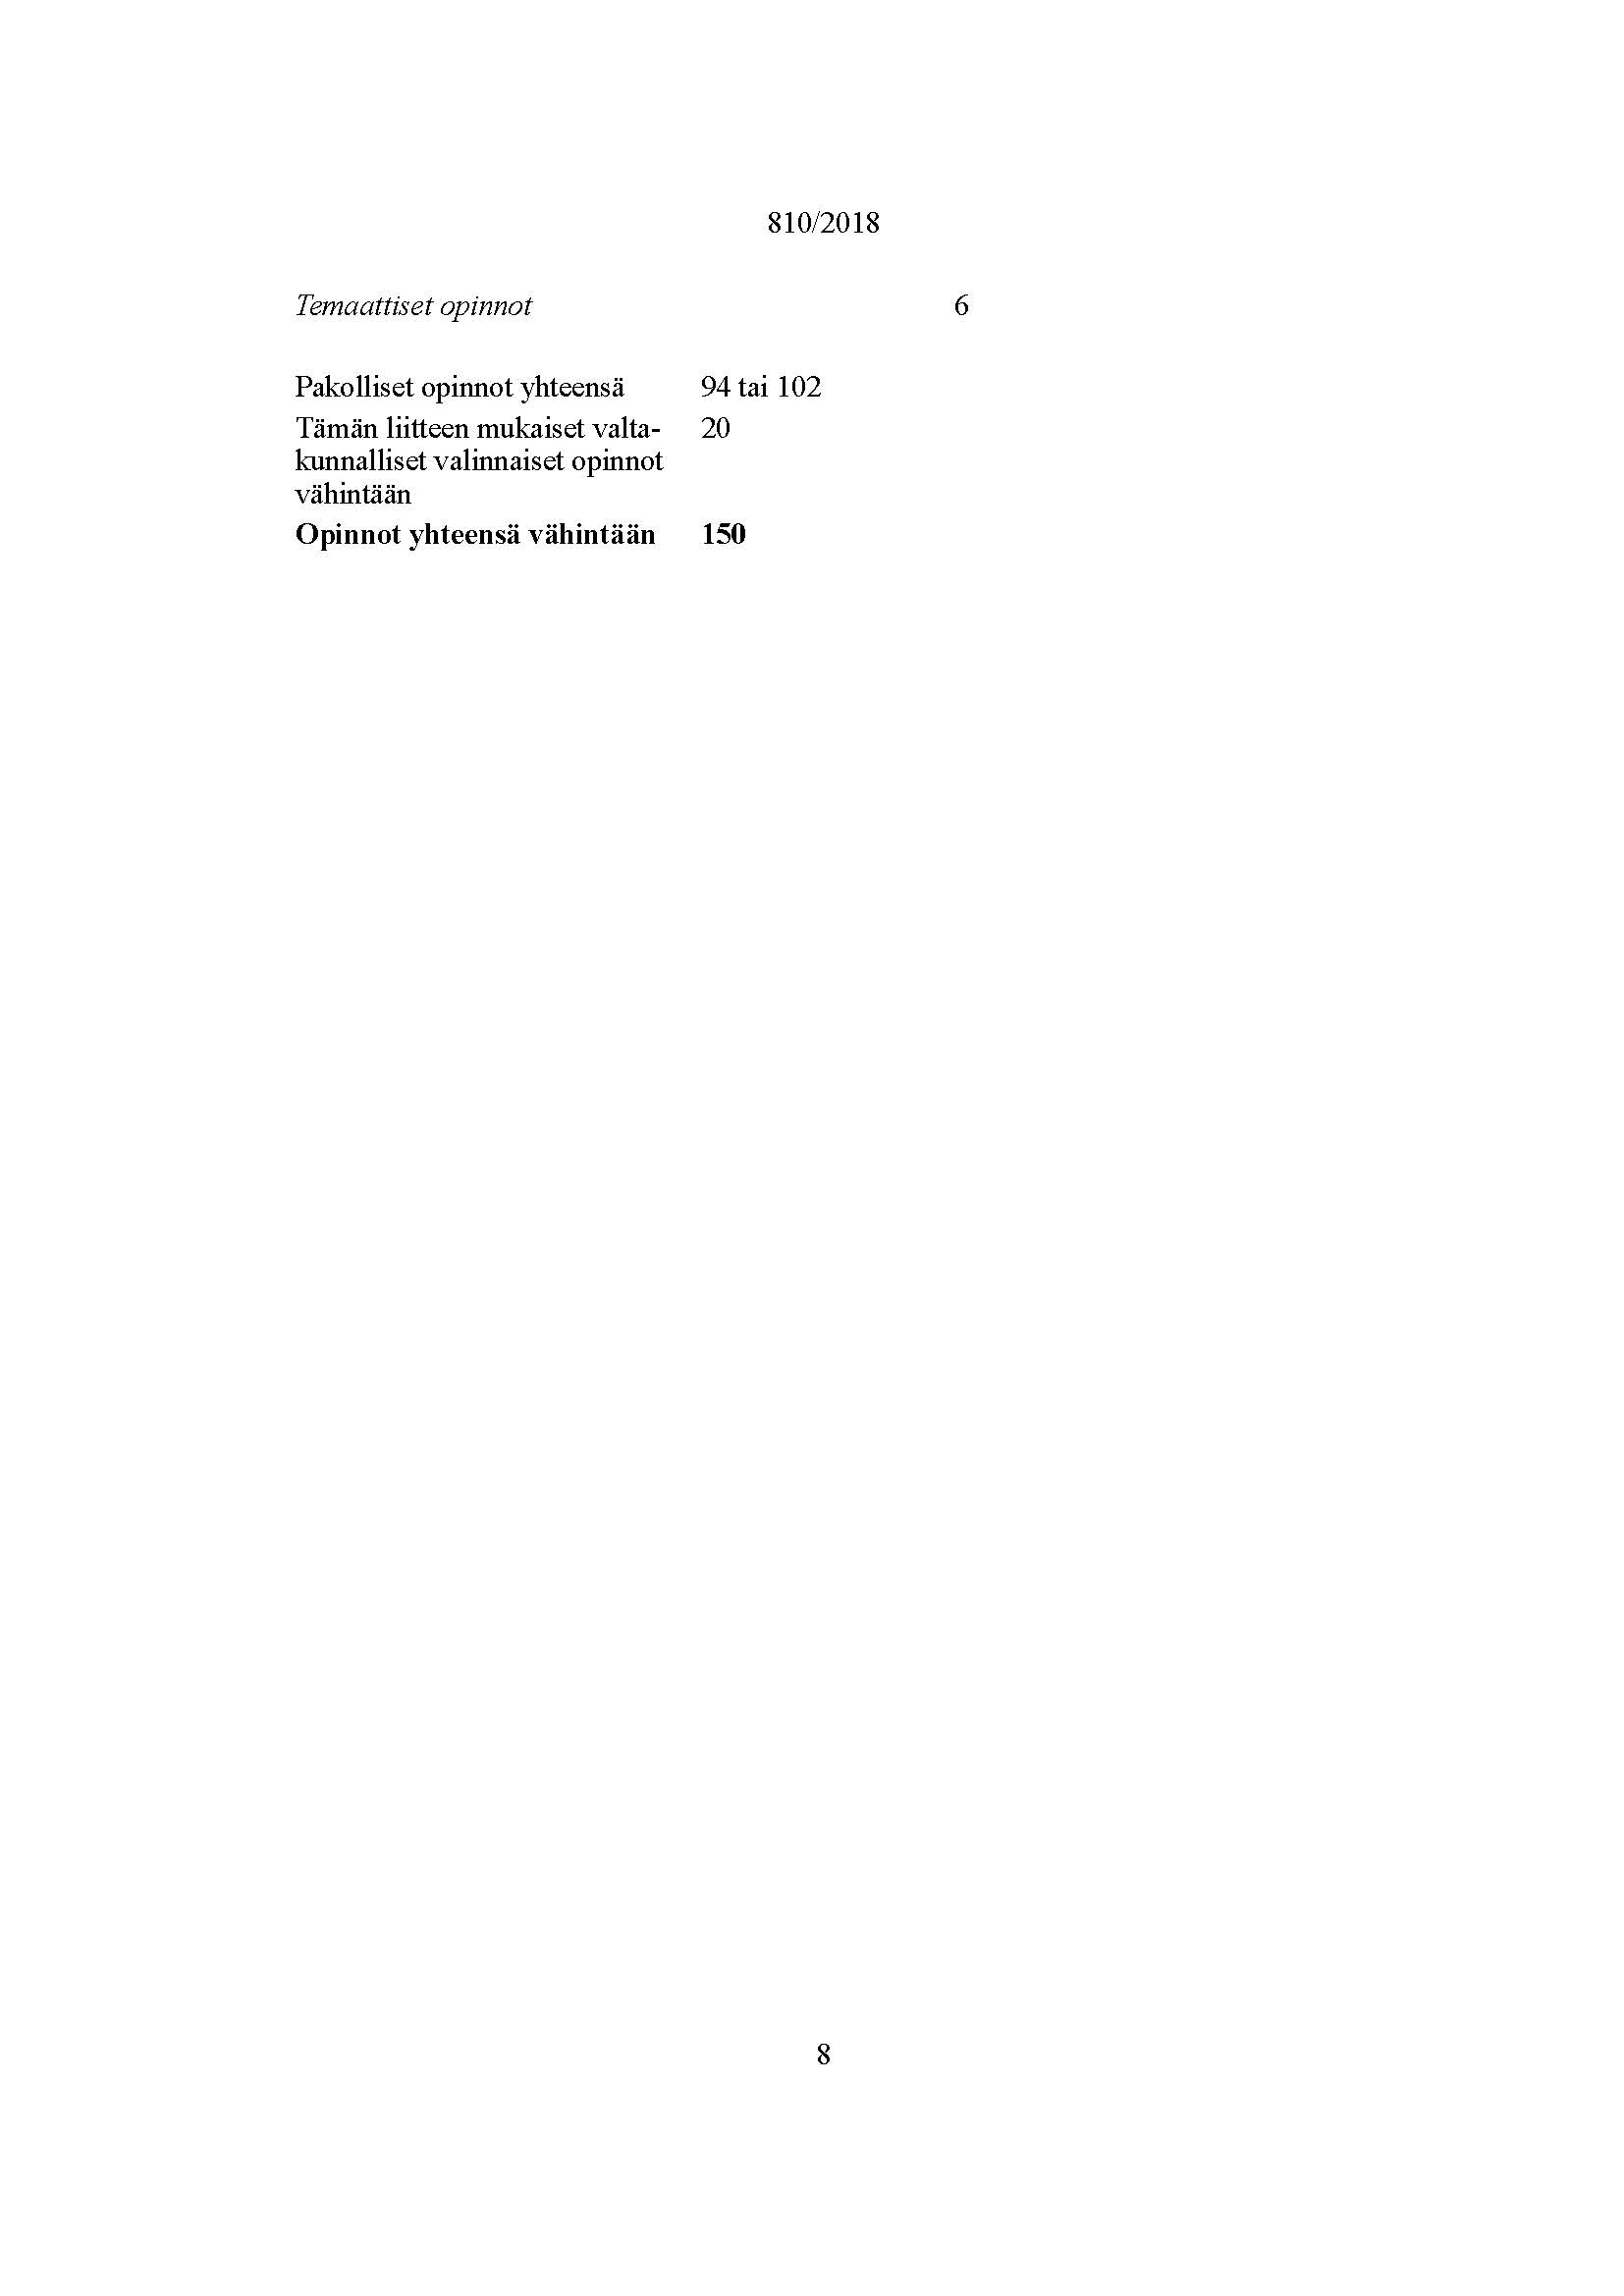 810/2018
Temaattiset opinnot 6
Pakolliset opinnot yhteensä 94 tai 102
Tämän liitteen mukaiset valta- 20
kunnalliset valinnaiset opinnot
vähintään
Opinnot yhteensä vähintään 150
8